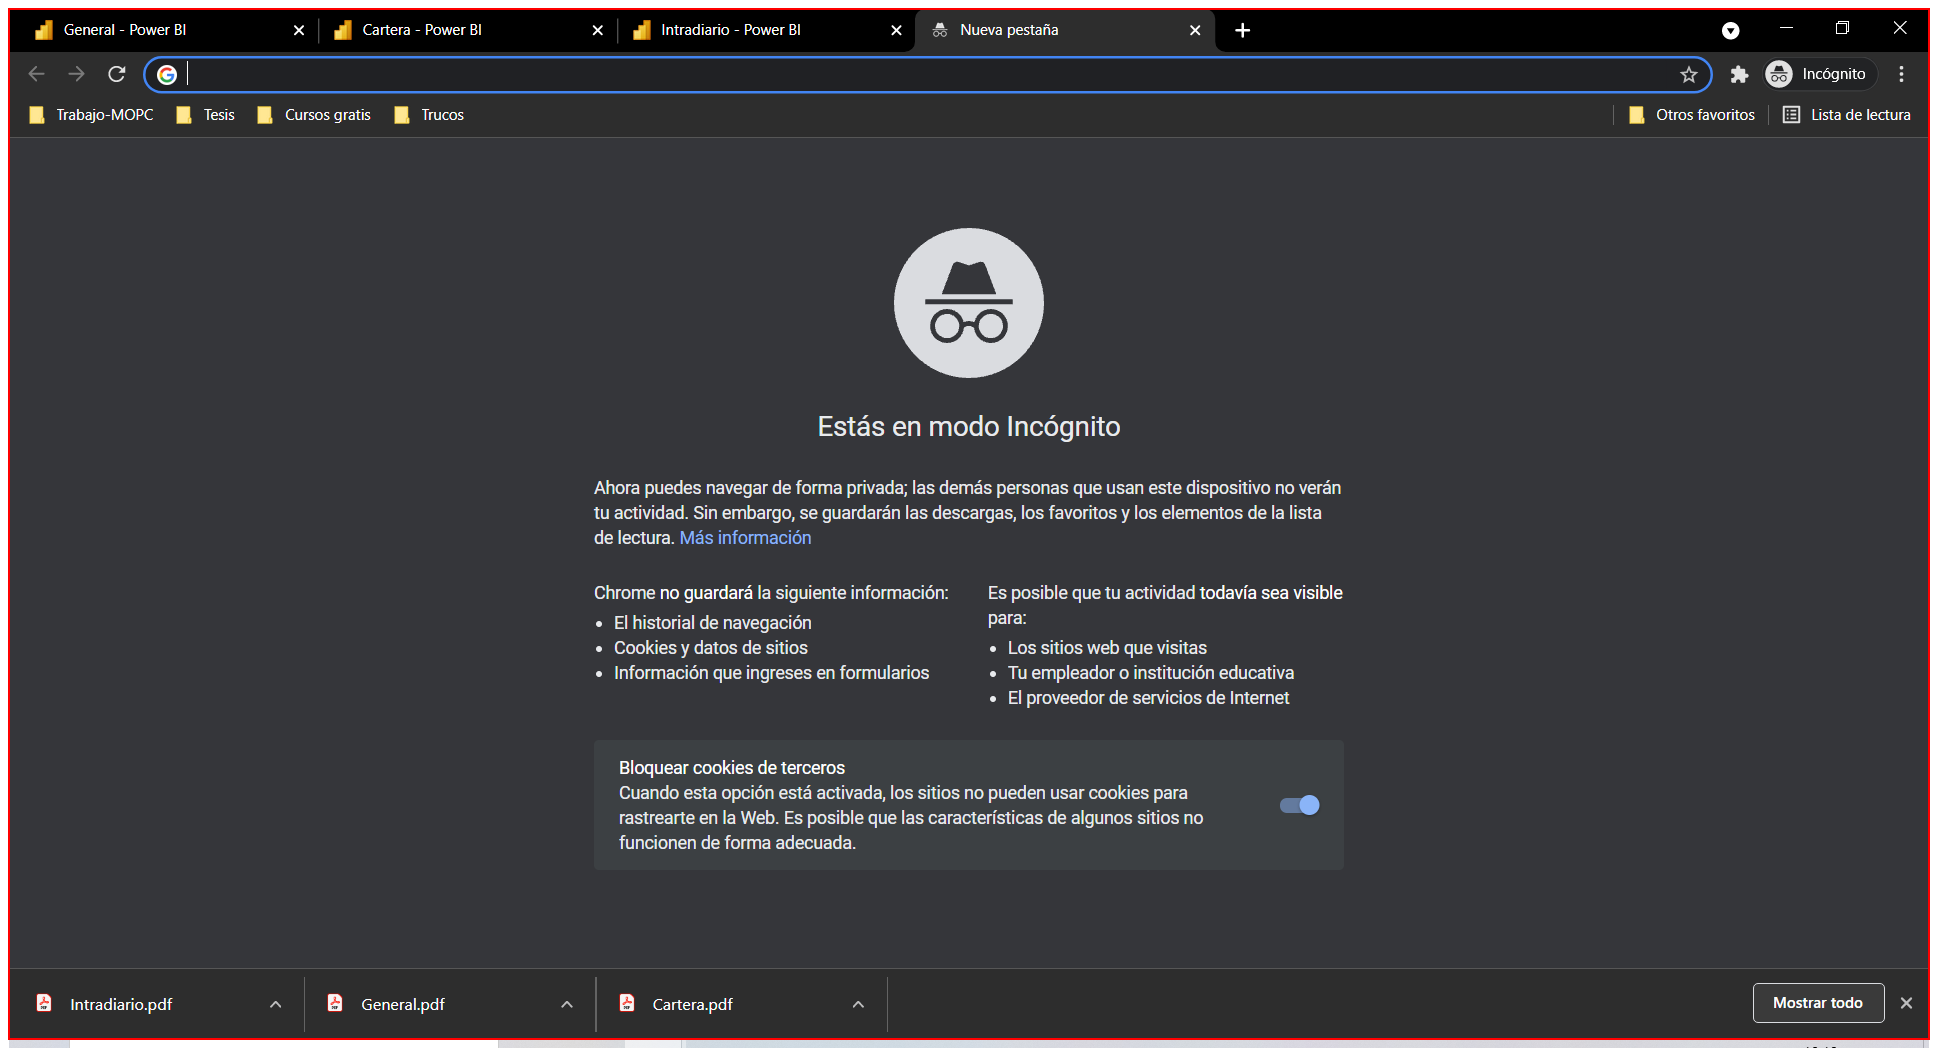 General - Power BI
Cartera - Power BI
Intradiario - Power BI
Nueva pestaña
Incógnito
Trabajo-MOPC
Tesis
Cursos gratis
Trucos
Otros favoritos
Lista de lectura
Estás en modo Incógnito
Ahora puedes navegar de forma privada; las demás personas que usan este dispositivo no verán
tu actividad. Sin embargo, se guardarán las descargas, los favoritos y los elementos de la lista
de lectura. Más información
Chrome no guardará la siguiente información:
El historial de navegación
Cookies y datos de sitios
Información que ingreses en formularios
Es posible que tu actividad todavía sea visible
para:
Los sitios web que visitas
Tu empleador o institución educativa
El proveedor de servicios de Internet
Bloquear cookies de terceros
Cuando esta opción está activada, los sitios no pueden usar cookies para
rastrearte en la Web. Es posible que las características de algunos sitios no
funcionen de forma adecuada.
Intradiario.pdf
General.pdf
Cartera.pdf
Mostrar todo